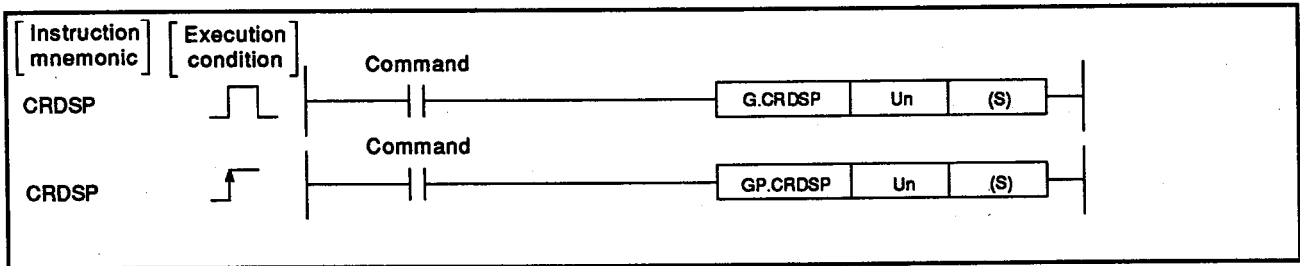 Instruction mnemonic
Execution condition
Command
CRDSP
G.CRDSP Un (S)
Command
CRDSP
GP.CRDSP Un (S)